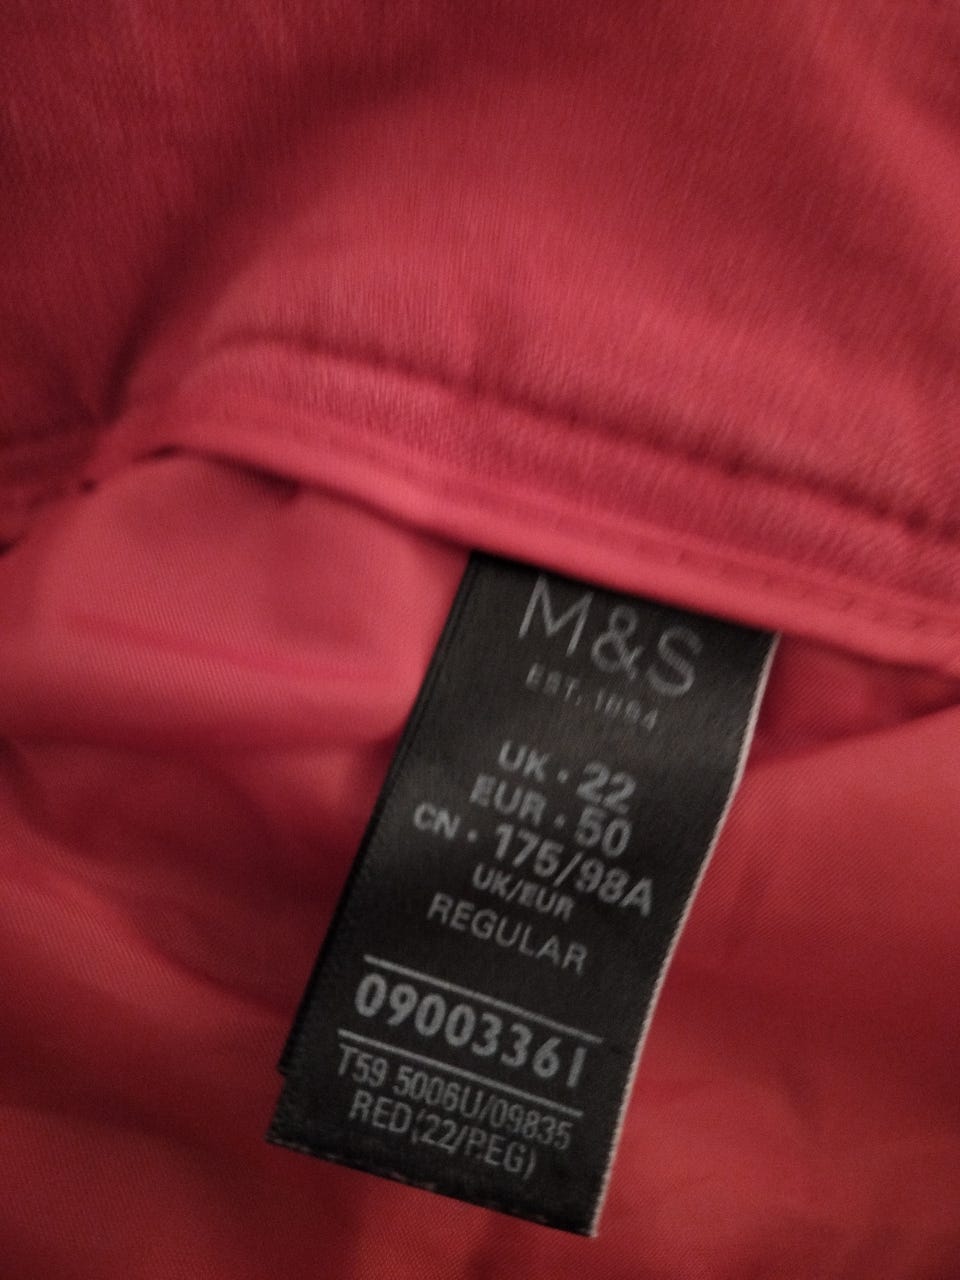 M&S
EST. 1884
UK · 22
EUR · 50
CN · 175/98A
UK/EUR
REGULAR
09003361
T59 5006U/09835
RED(22/REG)